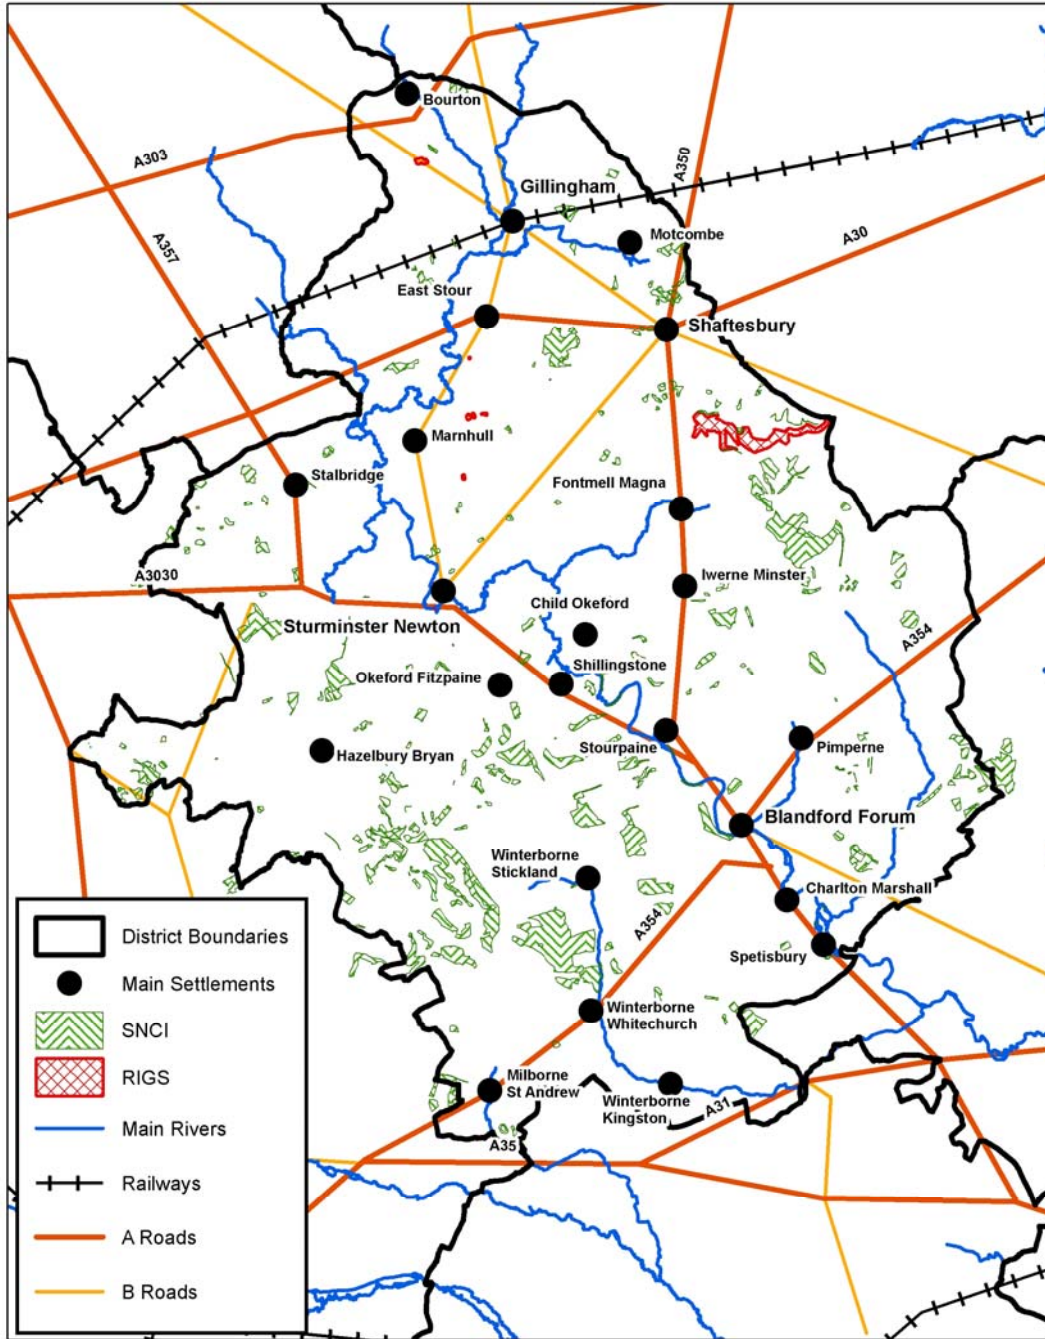 Bourton
A303
Gillingham
A350
Motcombe
A30
A357
East Stour
Shaftesbury
Marnhull
Stalbridge
Fontmell Magna
A3030
Iwerne Minster
Child Okeford
Sturminster Newton
A354
Shillingstone
Okeford Fitzpaine
Stourpaine
Pimperne
Hazelbury Bryan
Blandford Forum
Winterborne
Stickland
Charlton Marshall
A354
Spetisbury
Winterborne
Whitechurch
Milborne
St Andrew
Winterborne
Kingston
A31
A35
District Boundaries
Main Settlements
SNCI
RIGS
Main Rivers
Railways
A Roads
B Roads